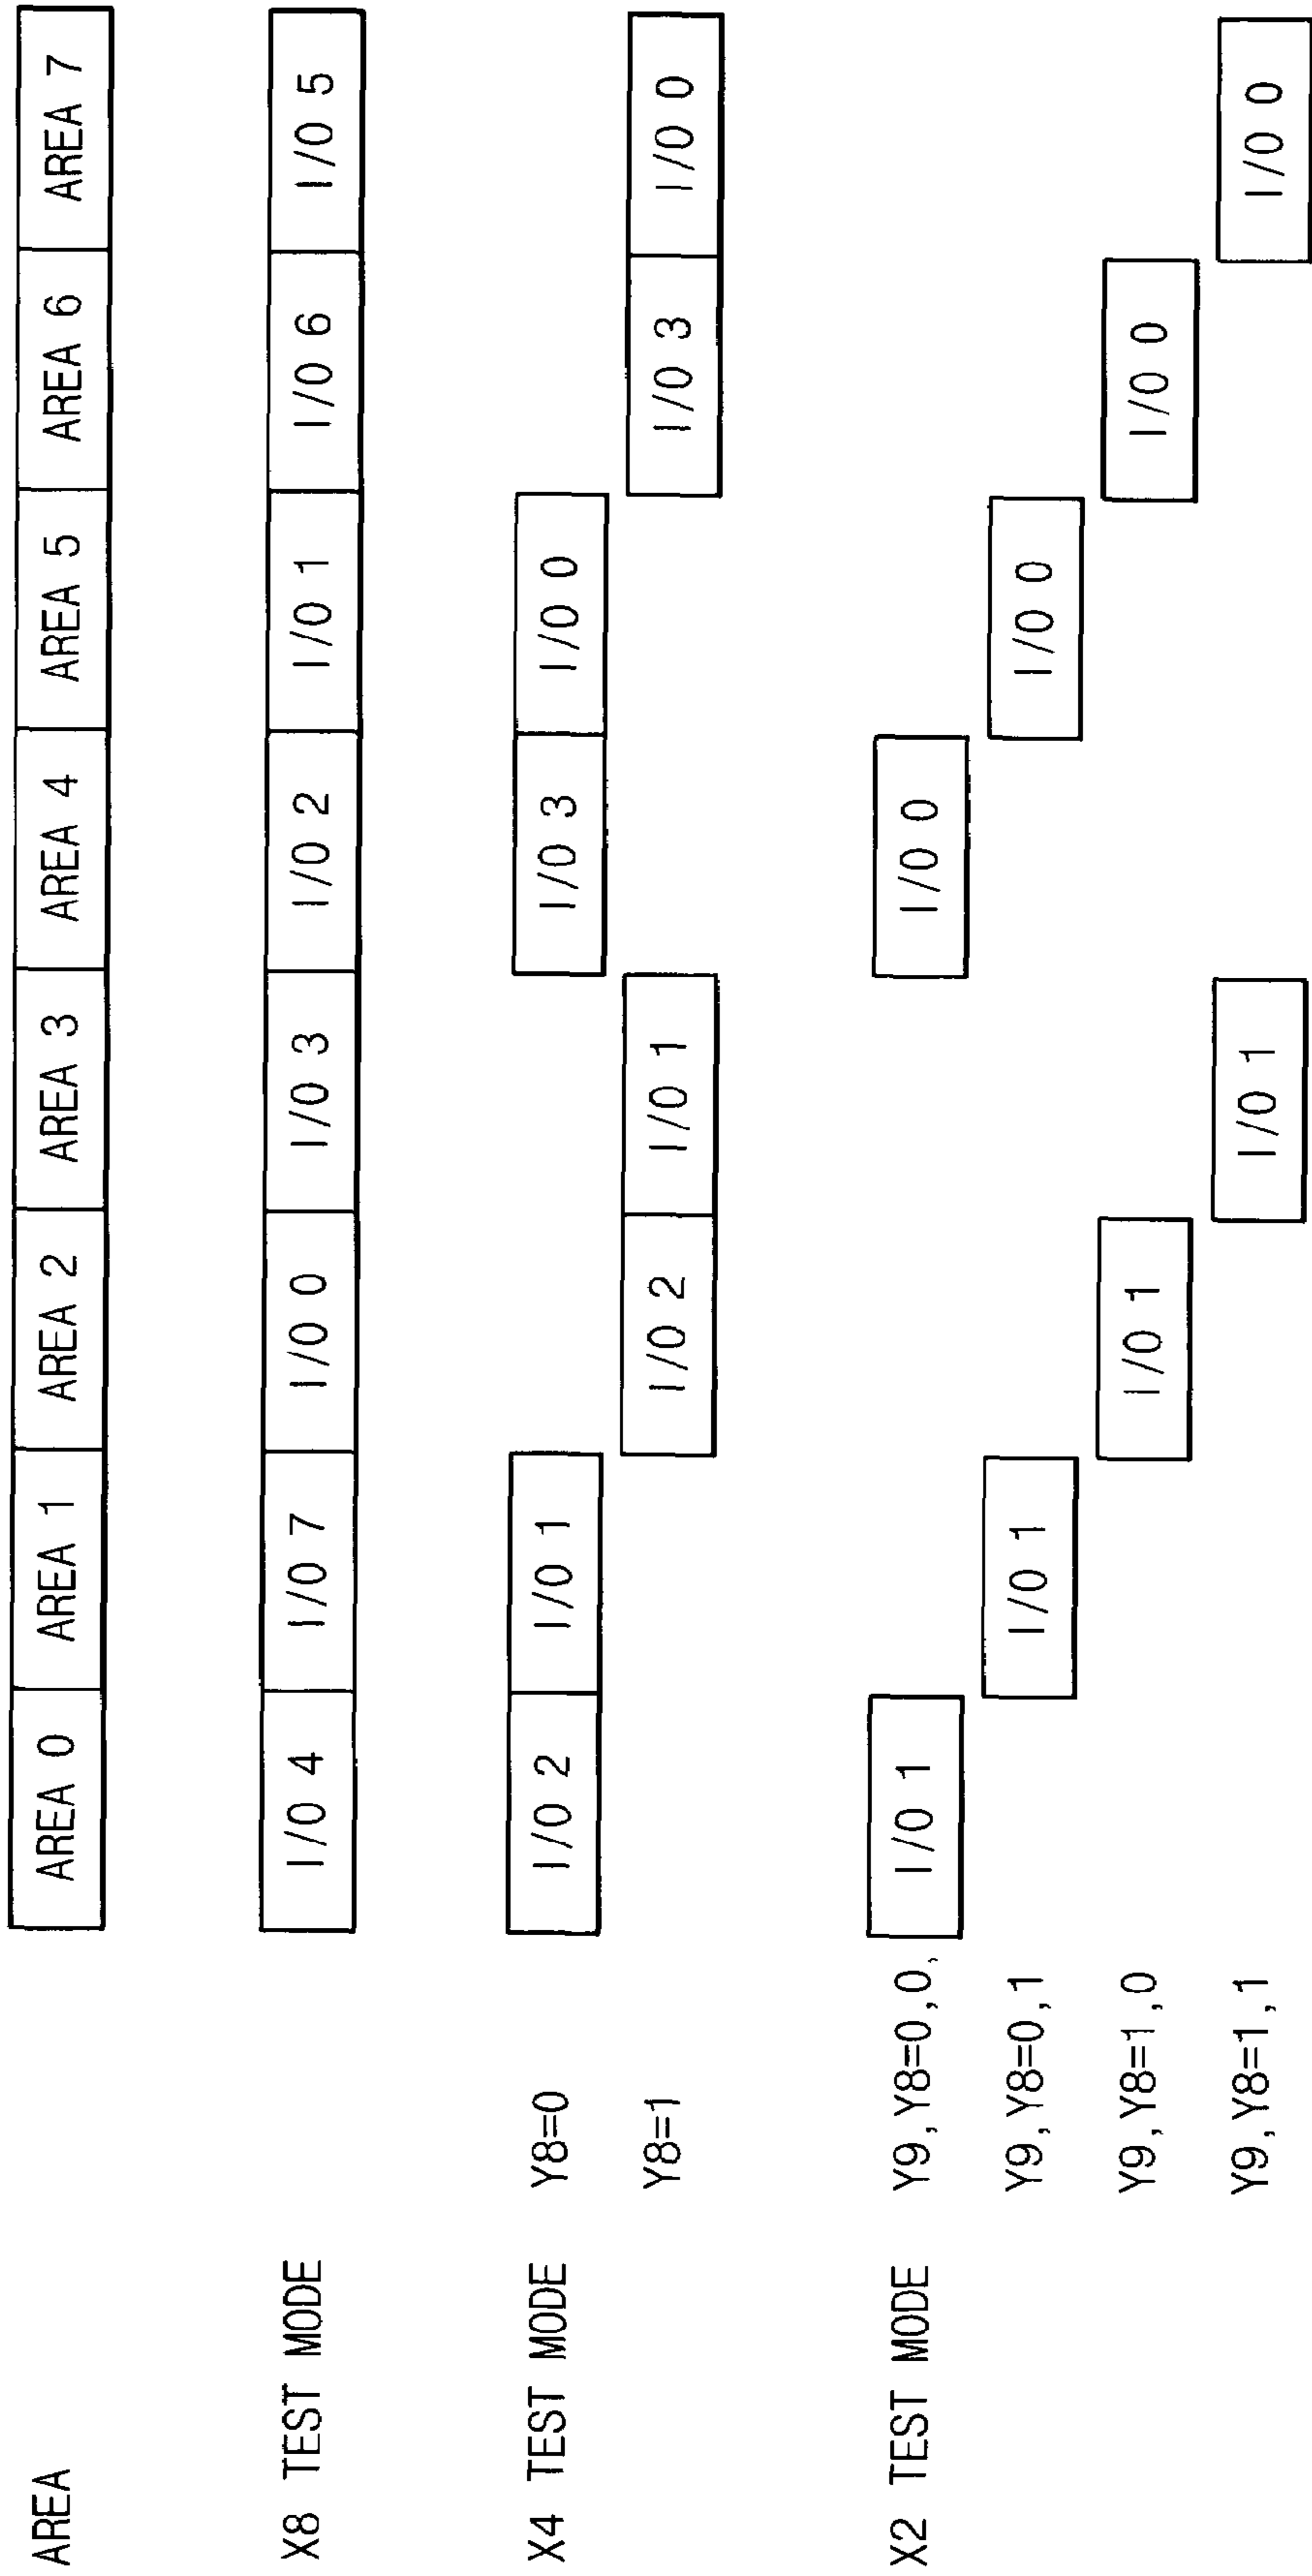 AREA AREA 0 AREA 1 AREA 2 AREA 3 AREA 4 AREA 5 AREA 6 AREA 7
X8 TEST MODE I/O 4 I/O 7 I/O 0 I/O 3 I/O 2 I/O 1 I/O 6 I/O 5
X4 TEST MODE Y8=0 I/O 2 I/O 1 I/O 3 I/O 0
Y8=1 I/O 2 I/O 1 I/O 3 I/O 0
X2 TEST MODE Y9,Y8=0,0, I/O 1 I/O 0
Y9,Y8=0,1 I/O 1 I/O 0
Y9,Y8=1,0 I/O 1 I/O 0
Y9,Y8=1,1 I/O 1 I/O 0